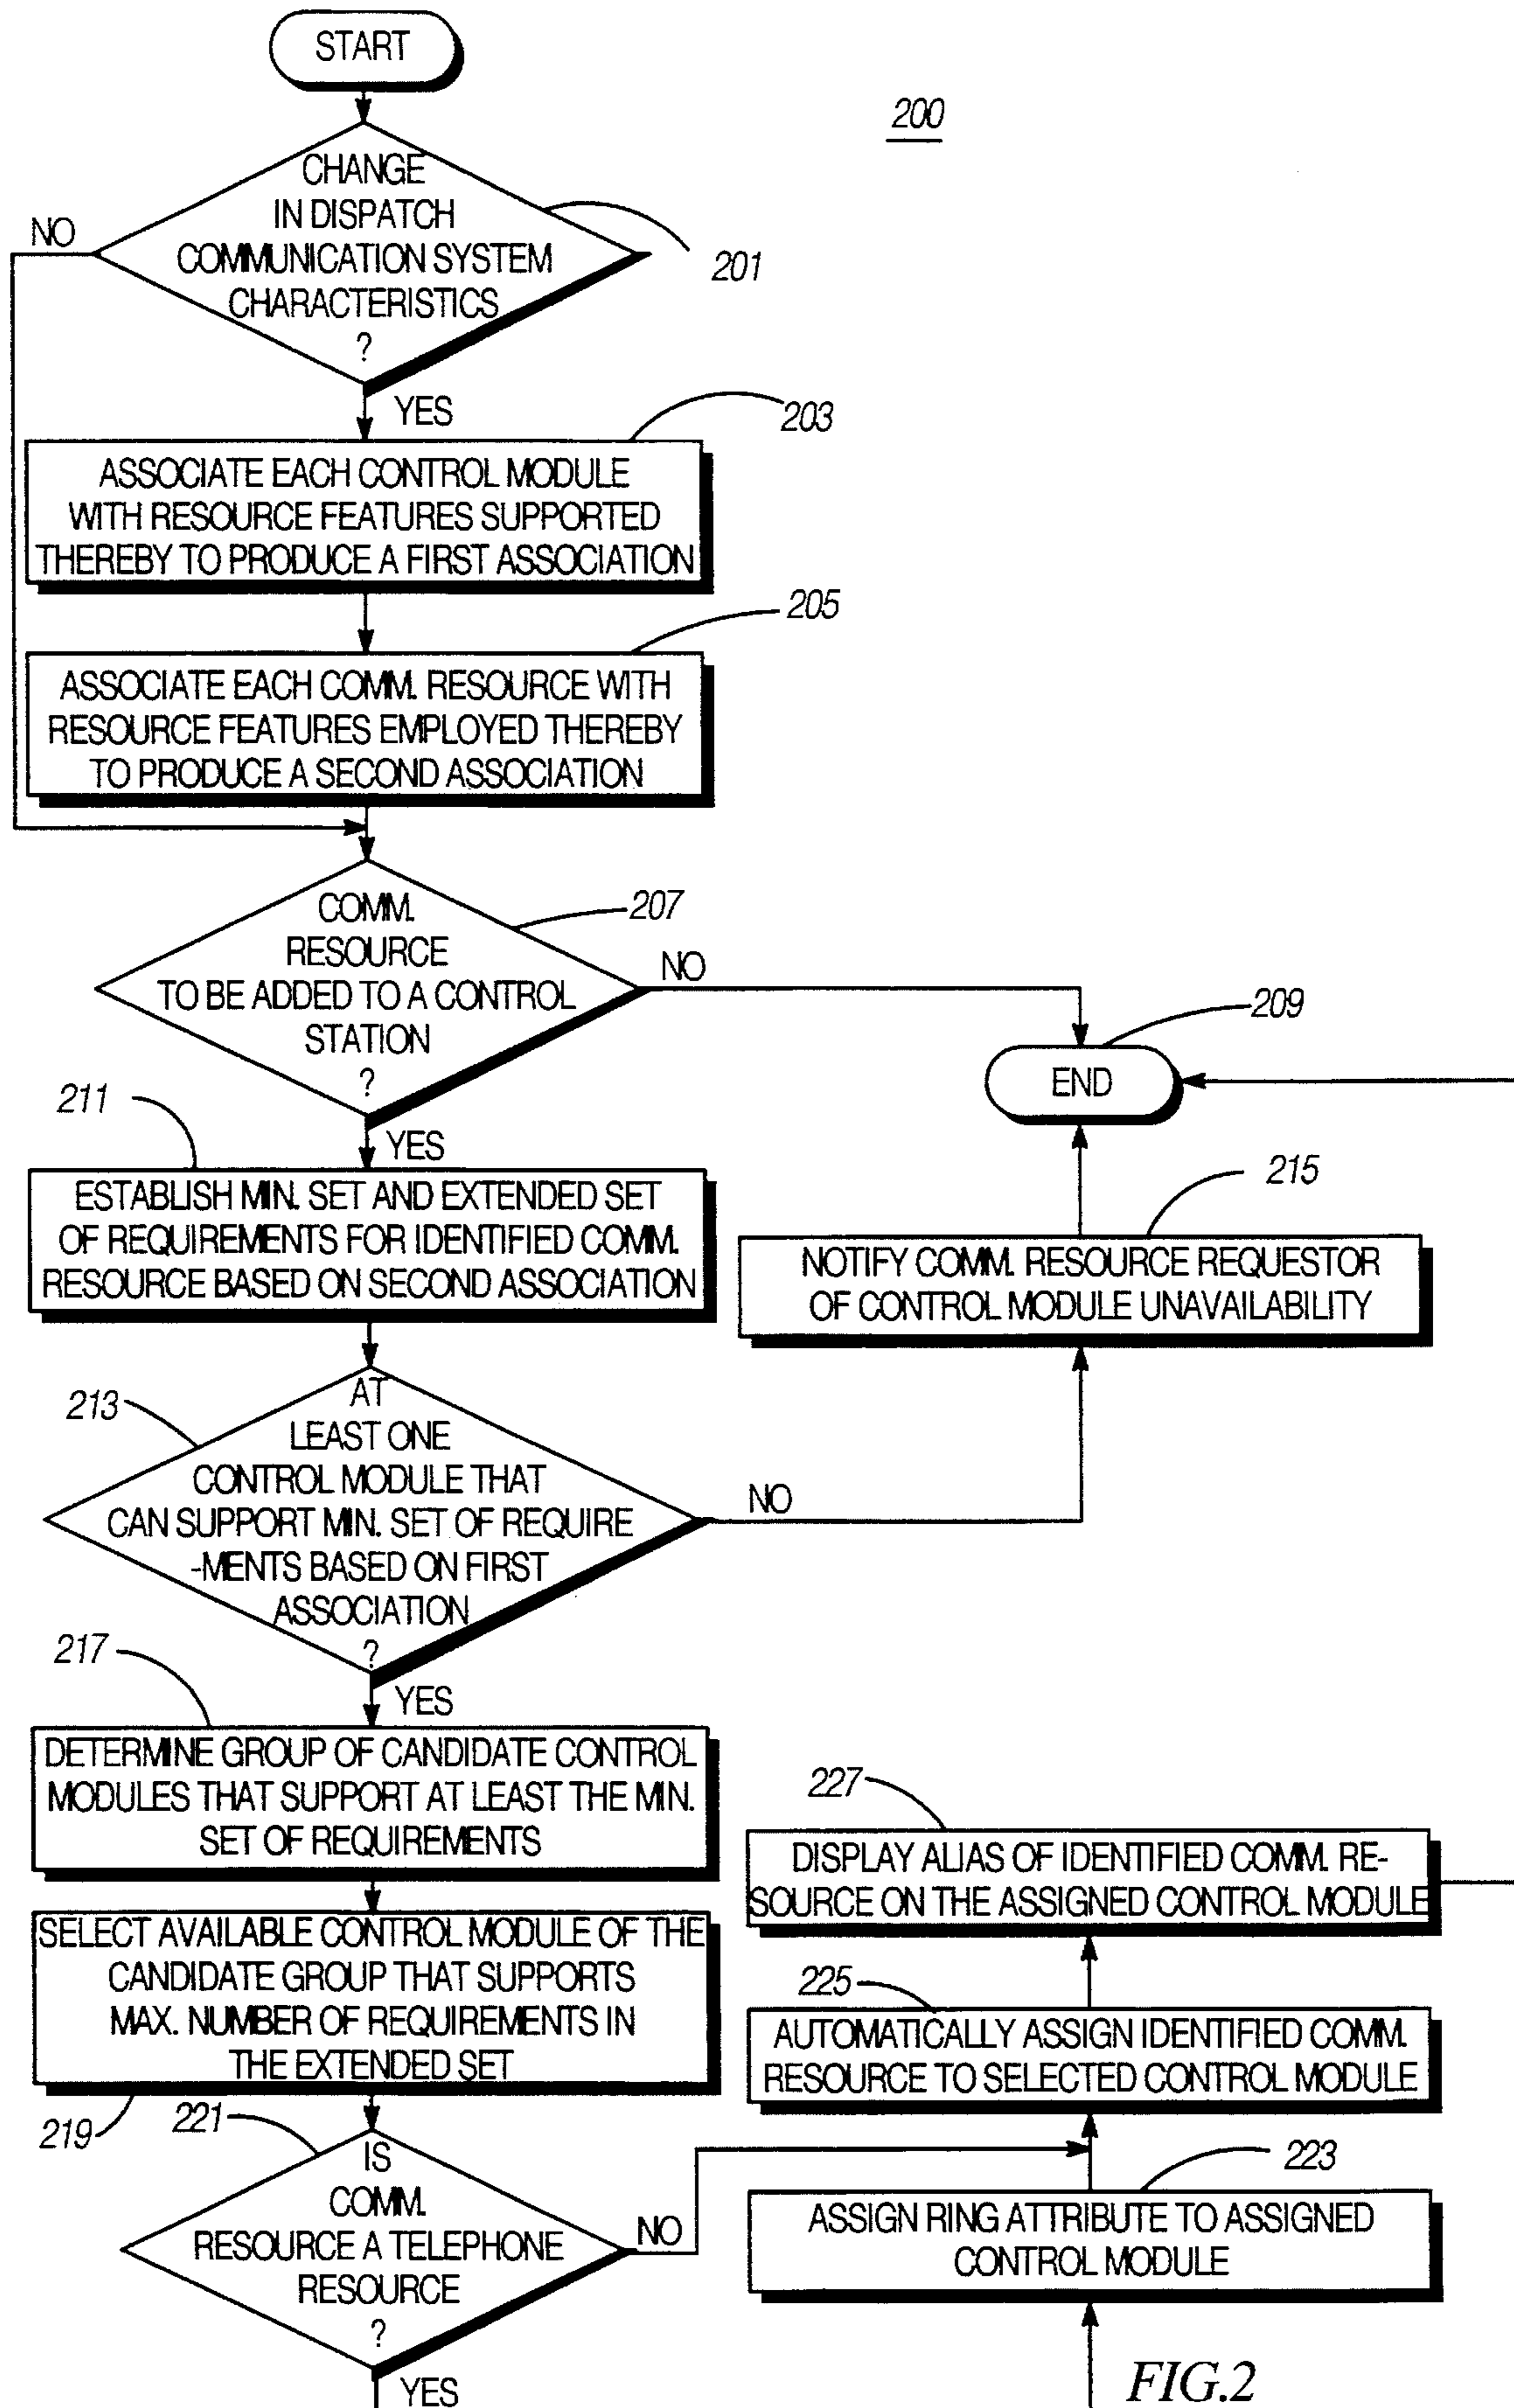 START
200
CHANGE
IN DISPATCH
COMMUNICATION SYSTEM
CHARACTERISTICS
?
NO
201
YES
203
ASSOCIATE EACH CONTROL MODULE
WITH RESOURCE FEATURES SUPPORTED
THEREBY TO PRODUCE A FIRST ASSOCIATION
205
ASSOCIATE EACH COMM. RESOURCE WITH
RESOURCE FEATURES EMPLOYED THEREBY
TO PRODUCE A SECOND ASSOCIATION
COMM.
RESOURCE
TO BE ADDED TO A CONTROL
STATION
?
207
NO
209
END
211
YES
ESTABLISH MIN. SET AND EXTENDED SET
OF REQUIREMENTS FOR IDENTIFIED COMM.
RESOURCE BASED ON SECOND ASSOCIATION
215
NOTIFY COMM. RESOURCE REQUESTOR
OF CONTROL MODULE UNAVAILABILITY
213
AT
LEAST ONE
CONTROL MODULE THAT
CAN SUPPORT MIN. SET OF REQUIRE
-MENTS BASED ON FIRST
ASSOCIATION
?
NO
217
YES
DETERMINE GROUP OF CANDIDATE CONTROL
MODULES THAT SUPPORT AT LEAST THE MIN.
SET OF REQUIREMENTS
227
DISPLAY ALIAS OF IDENTIFIED COMM. RE-
SOURCE ON THE ASSIGNED CONTROL MODULE
SELECT AVAILABLE CONTROL MODULE OF THE
CANDIDATE GROUP THAT SUPPORTS
MAX. NUMBER OF REQUIREMENTS IN
THE EXTENDED SET
219
225
AUTOMATICALLY ASSIGN IDENTIFIED COMM.
RESOURCE TO SELECTED CONTROL MODULE
221
IS
COMM.
RESOURCE A TELEPHONE
RESOURCE
?
NO
YES
223
ASSIGN RING ATTRIBUTE TO ASSIGNED
CONTROL MODULE
FIG.2